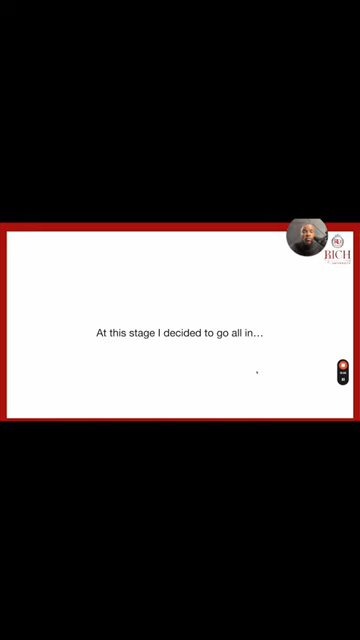 RICH
At this stage I decided to go all in…